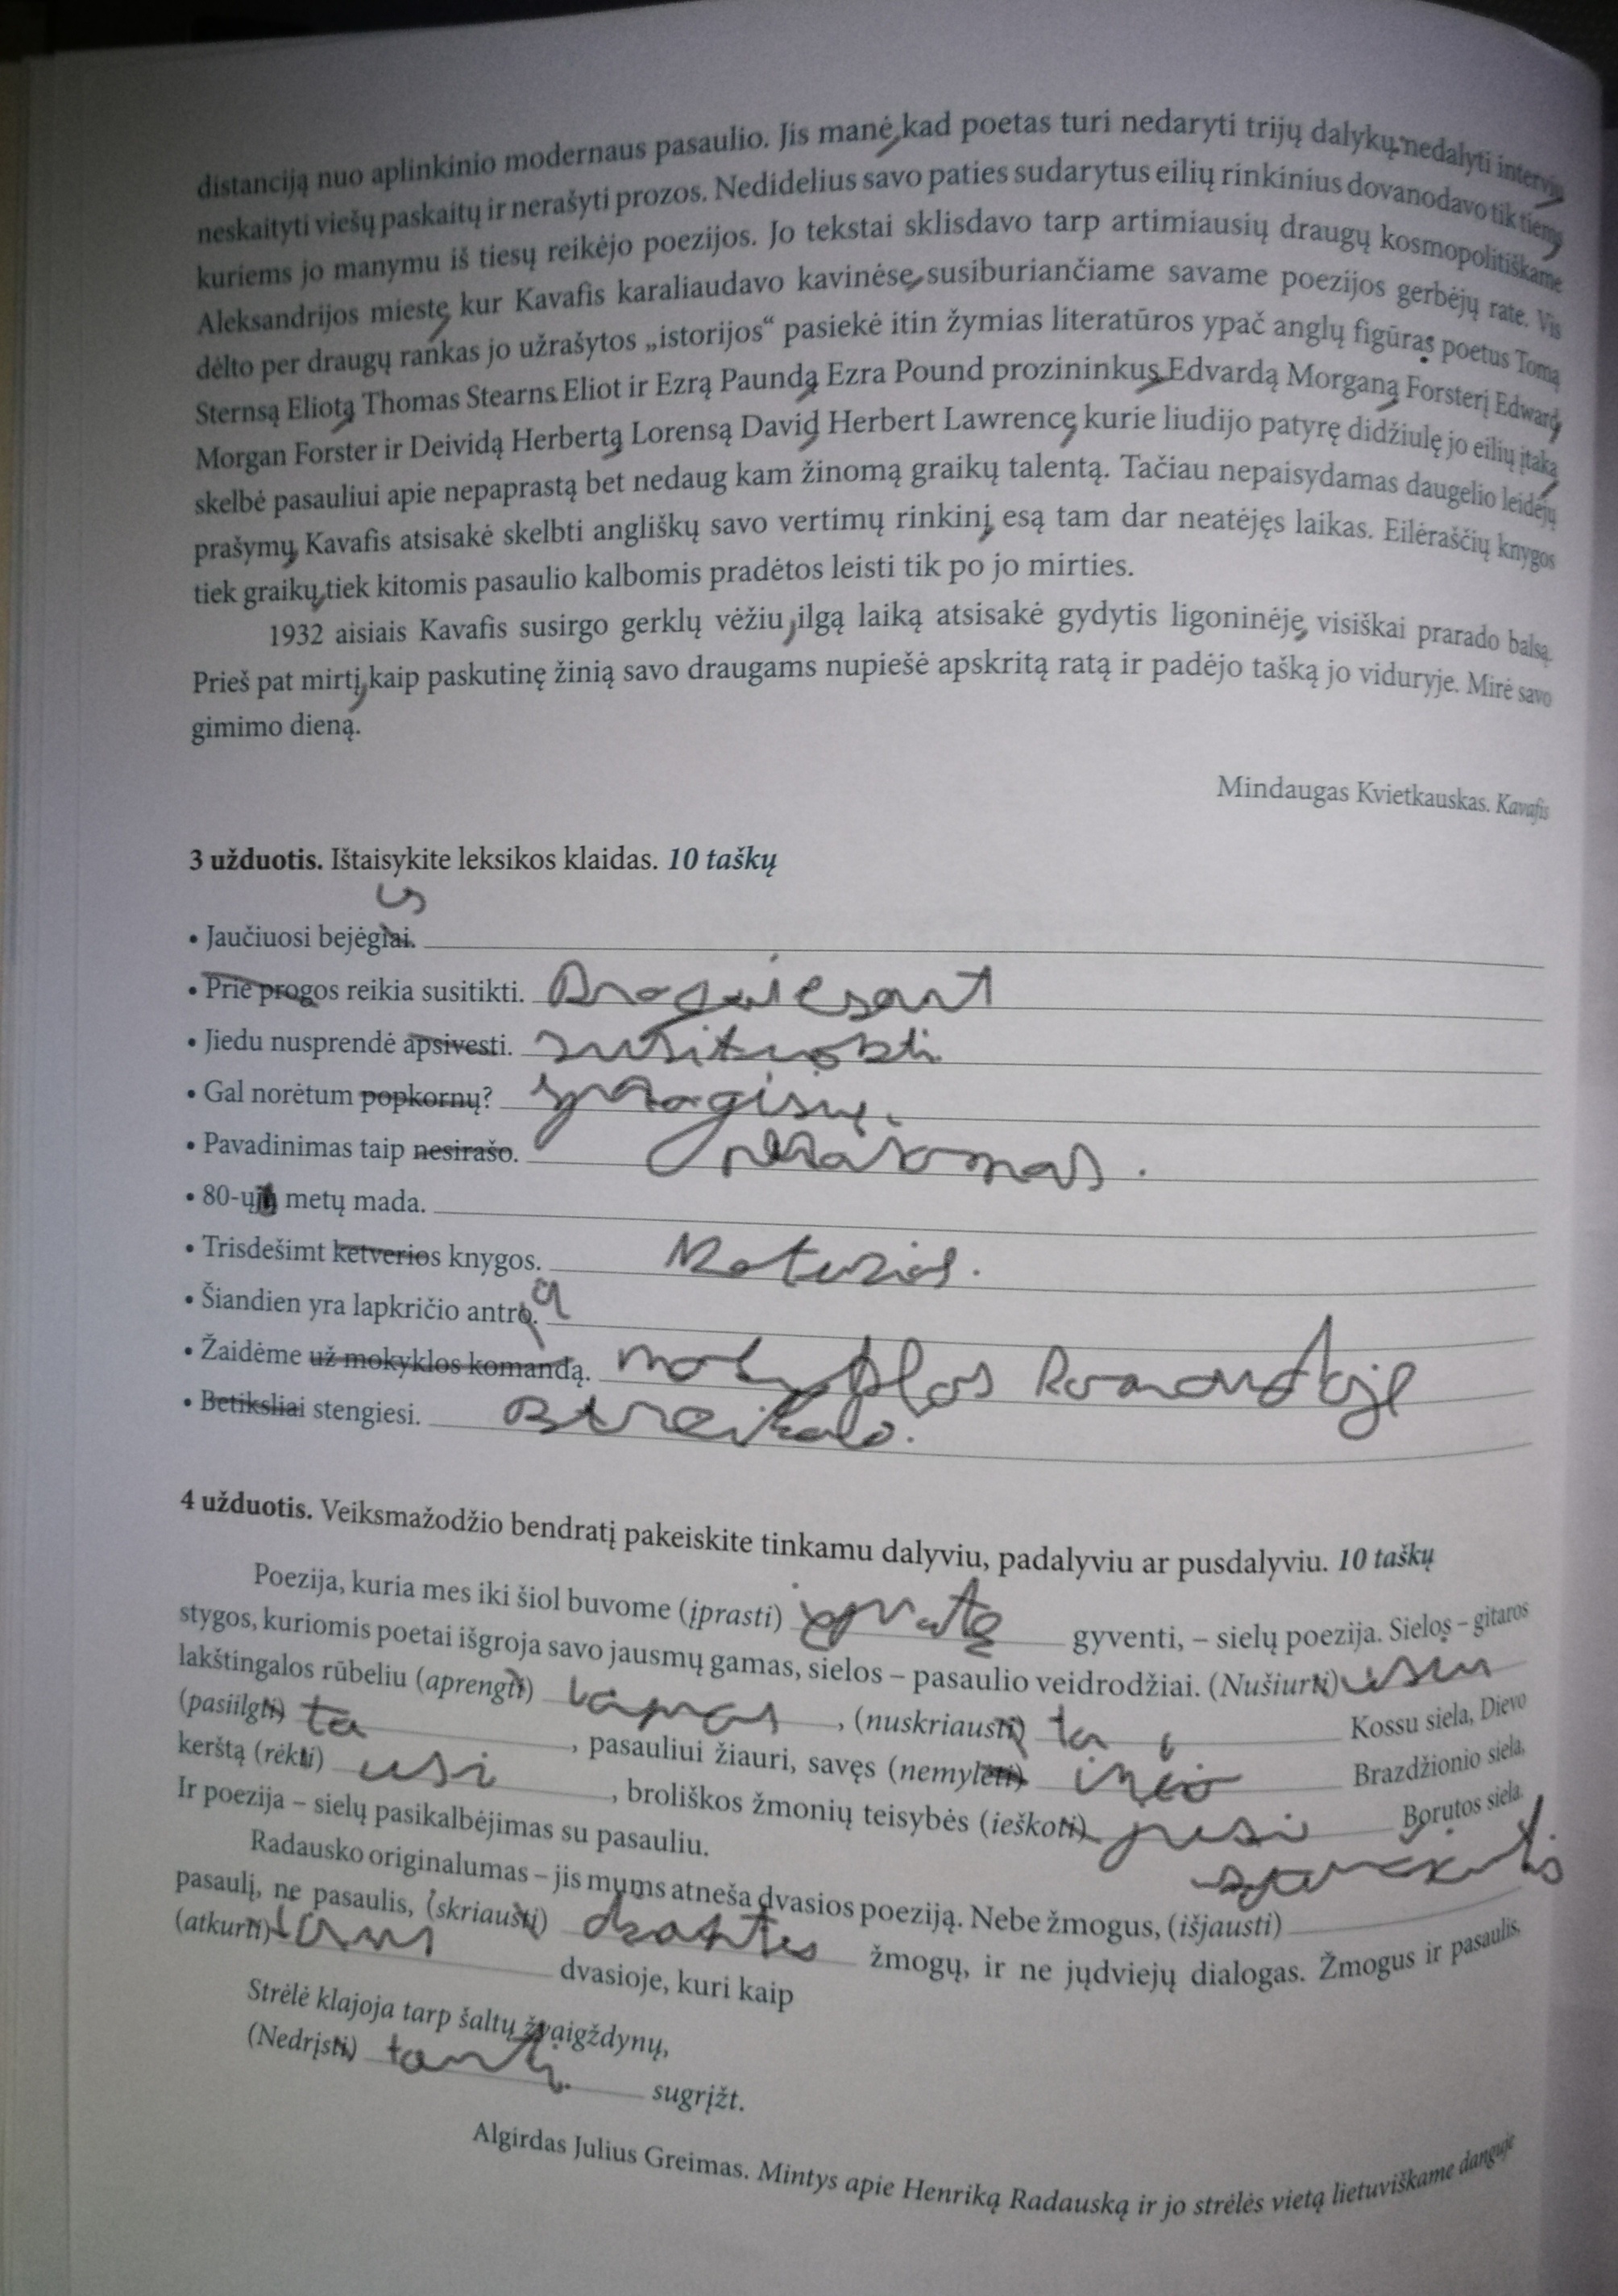 distanciją nuo aplinkinio modernaus pasaulio. Jis manė, kad poetas turi nedaryti trijų dalykų: nedalyti interviu,
neskaityti viešų paskaitų ir nerašyti prozos. Nedidelius savo paties sudarytus eilių rinkinius dovanodavo tik tiems,
kuriems jo manymu iš tiesų reikėjo poezijos. Jo tekstai sklisdavo tarp artimiausių draugų kosmopolitiškame
Aleksandrijos mieste, kur Kavafis karaliaudavo kavinėse, susiburiančiame savame poezijos gerbėjų rate. Vis
dėlto per draugų rankas jo užrašytos „istorijos“ pasiekė itin žymias literatūros ypač anglų figūras: poetus Tomą
Sternsą Eliotą, Thomas Stearns Eliot ir Ezrą Paundą, Ezra Pound prozininkus, Edvardą Morganą, Forsterį Edward,
Morgan Forster ir Deividą Herbertą, Lorensą David, Herbert Lawrence, kurie liudijo patyrę didžiulę jo eilių įtaką,
skelbė pasauliui apie nepaprastą bet nedaug kam žinomą graikų talentą. Tačiau nepaisydamas daugelio leidėjų
prašymų, Kavafis atsisakė skelbti angliškų savo vertimų rinkinį, esą tam dar neatėjęs laikas. Eilėraščių knygos
tiek graikų, tiek kitomis pasaulio kalbomis pradėtos leisti tik po jo mirties.
1932 aisiais Kavafis susirgo gerklų vėžiu, ilgą laiką atsisakė gydytis ligoninėje, visiškai prarado balsą.
Prieš pat mirtį, kaip paskutinę žinią savo draugams nupiešė apskritą ratą ir padėjo tašką jo viduryje. Mirė savo
gimimo dieną.
Mindaugas Kvietkauskas. Kavafis
3 užduotis. Ištaisykite leksikos klaidas. 10 taškų
• Jaučiuosi bejėgiai. is
• Prie progos reikia susitikti. Progai esant
• Jiedu nusprendė apsivesti. susituokti
• Gal norėtum popkornų? spragėsių.
• Pavadinimas taip nesirašo. nerašomas.
• 80-ųjų metų mada.
• Trisdešimt ketverios knygos. Keturios.
• Šiandien yra lapkričio antro. a
• Žaidėme už mokyklos komandą. mokyklos komandoje
• Betiksliai stengiesi. Be reikalo.
4 užduotis. Veiksmažodžio bendratį pakeiskite tinkamu dalyviu, padalyviu ar pusdalyviu. 10 taškų
Poezija, kuria mes iki šiol buvome (įprasti) įpratę gyventi, – sielų poezija. Sielos – gitaros
stygos, kuriomis poetai išgroja savo jausmų gamas, sielos – pasaulio veidrodžiai. (Nušiurti) usiu
lakštingalos rūbeliu (aprengti) iamas, (nuskriausti) ta Kossu siela, Dievo
(pasiilgti) ta, pasauliui žiauri, savęs (nemylėti) inčio Brazdžionio siela,
kerštą (rėkti) usi, broliškos žmonių teisybės (ieškoti) jusi Borutos siela.
Ir poezija – sielų pasikalbėjimas su pasauliu.
Radausko originalumas – jis mums atneša dvasios poeziją. Nebe žmogus, (išjausti)
pasaulį, ne pasaulis, (skriausti) žmogų, ir ne jųdviejų dialogas. Žmogus ir pasaulis,
(atkurti) dvasioje, kuri kaip
Strėlė klajoja tarp šaltų žvaigždynų,
(Nedrįsti) tanti. sugrįžt.
Algirdas Julius Greimas. Mintys apie Henriką Radauską ir jo strėlės vietą lietuviškame danguje